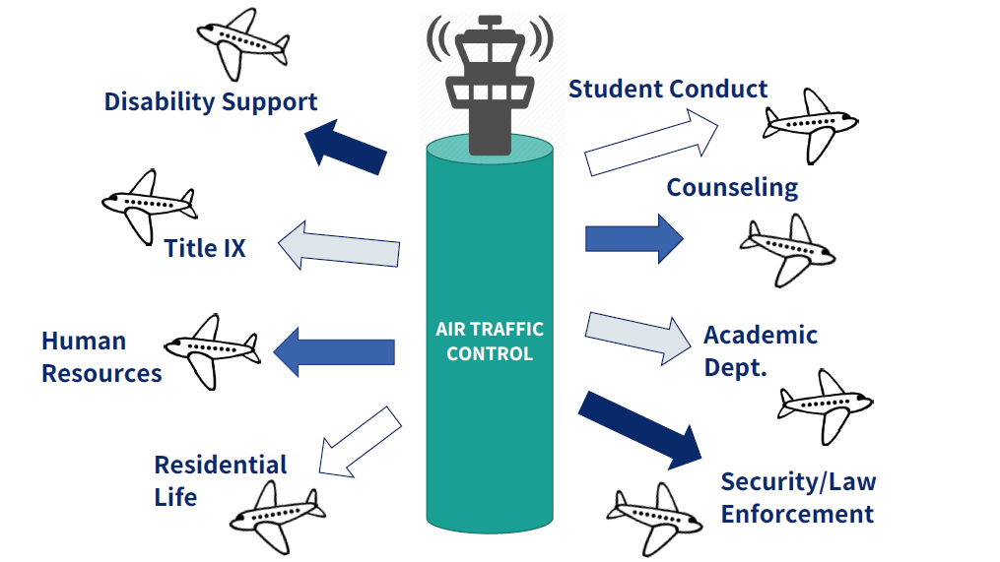 Disability Support
Student Conduct
Counseling
Title IX
AIR TRAFFIC
CONTROL
Human
Resources
Academic
Dept.
Residential
Life
Security/Law
Enforcement